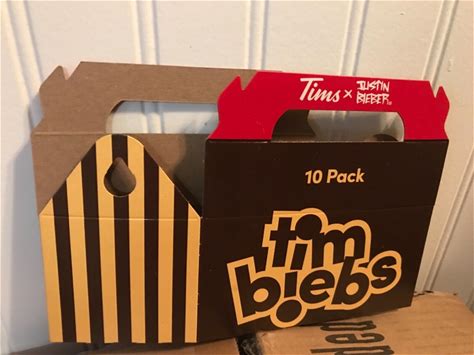 Tims x JUSTIN
BIEBER
10 Pack
tim
biebs